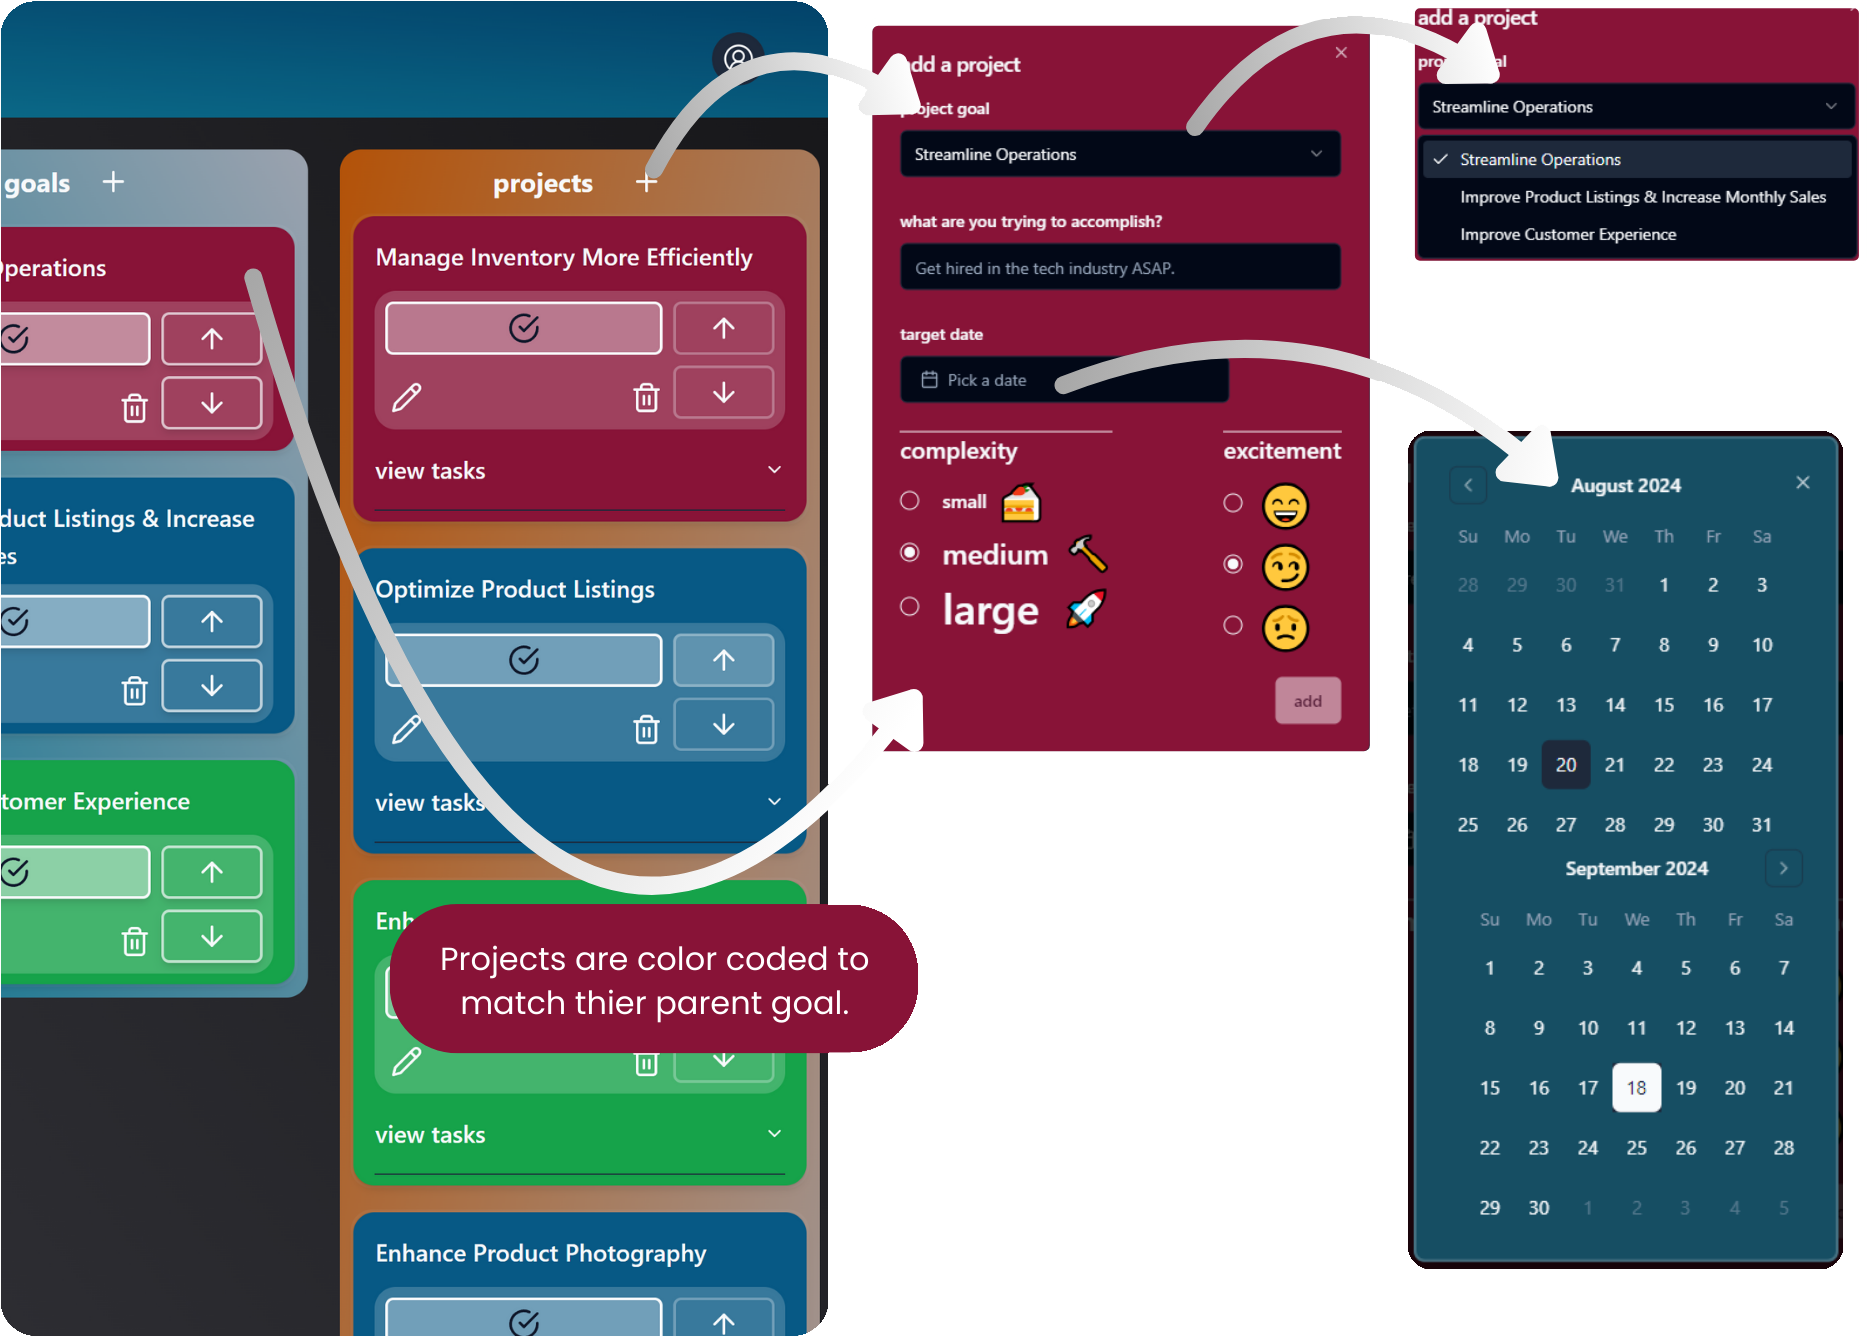 goals +
perations
duct Listings & Increase
es
tomer Experience
projects +
Manage Inventory More Efficiently
view tasks
Optimize Product Listings
view tasks
Enh
view tasks
Enhance Product Photography
Projects are color coded to
match thier parent goal.
add a project
project goal
Streamline Operations
what are you trying to accomplish?
Get hired in the tech industry ASAP.
target date
Pick a date
complexity
small
medium
large
excitement
add
add a project
Streamline Operations
Streamline Operations
Improve Product Listings & Increase Monthly Sales
Improve Customer Experience
August 2024
Su Mo Tu We Th Fr Sa
28 29 30 31 1 2 3
4 5 6 7 8 9 10
11 12 13 14 15 16 17
18 19 20 21 22 23 24
25 26 27 28 29 30 31
September 2024
Su Mo Tu We Th Fr Sa
1 2 3 4 5 6 7
8 9 10 11 12 13 14
15 16 17 18 19 20 21
22 23 24 25 26 27 28
29 30 1 2 3 4 5